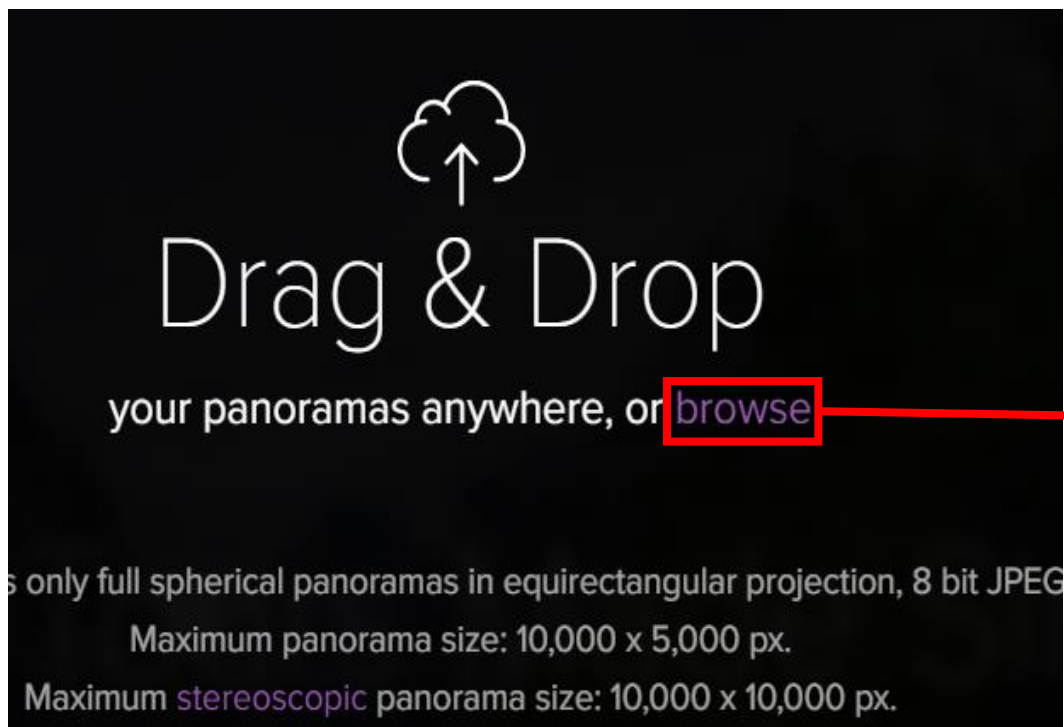 Drag & Drop
your panoramas anywhere, or browse
s only full spherical panoramas in equirectangular projection, 8 bit JPEG
Maximum panorama size: 10,000 x 5,000 px.
Maximum stereoscopic panorama size: 10,000 x 10,000 px.